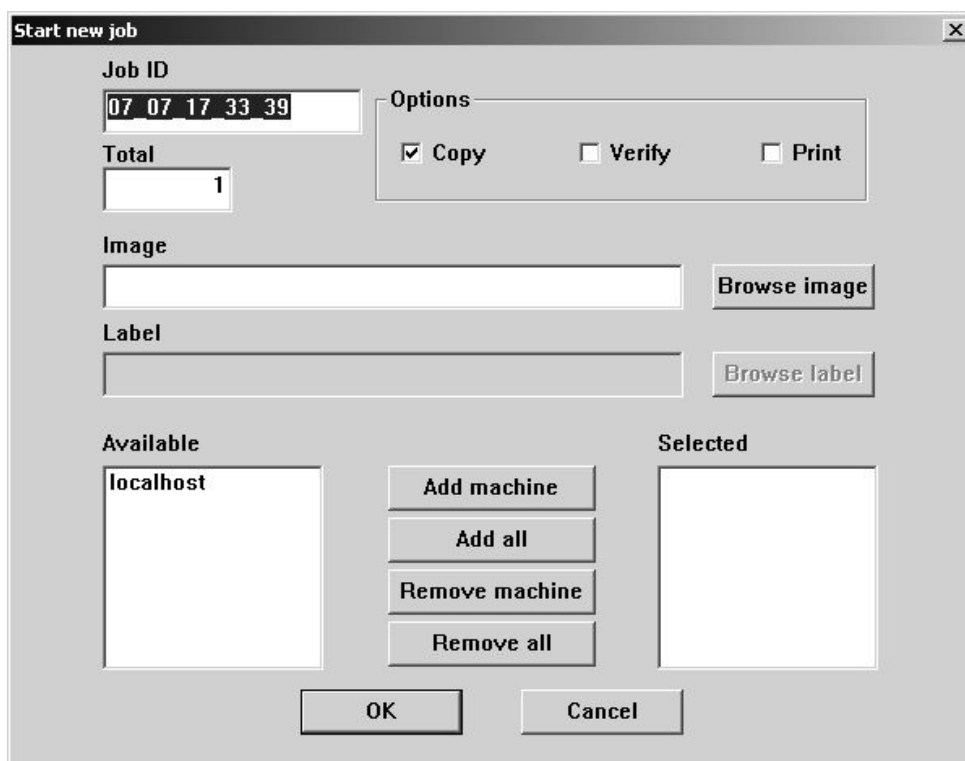 Start new job
Job ID
07_07_17_33_39
Options
Copy
Verify
Print
Total
1
Image
Browse image
Label
Browse label
Available
Selected
localhost
Add machine
Add all
Remove machine
Remove all
OK
Cancel